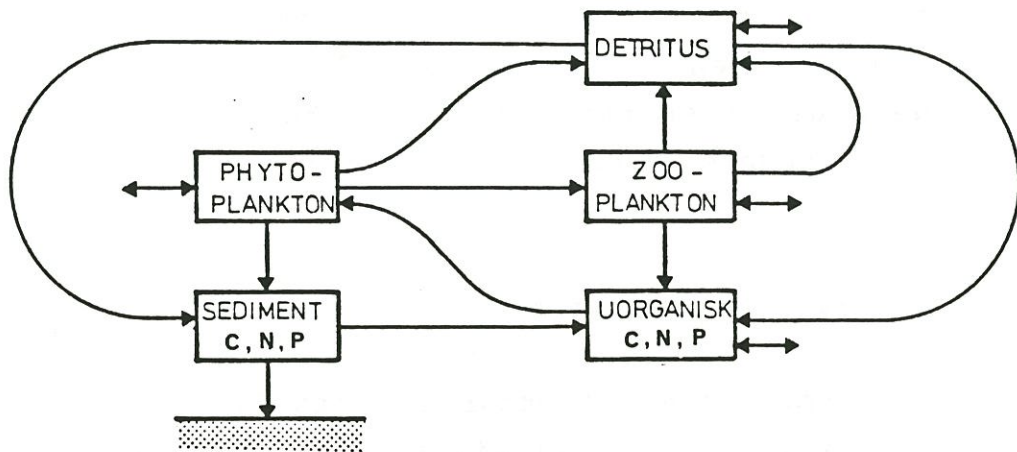 DETRITUS
PHYTO-
PLANKTON
ZOO-
PLANKTON
SEDIMENT
C, N, P
UORGANISK
C, N, P